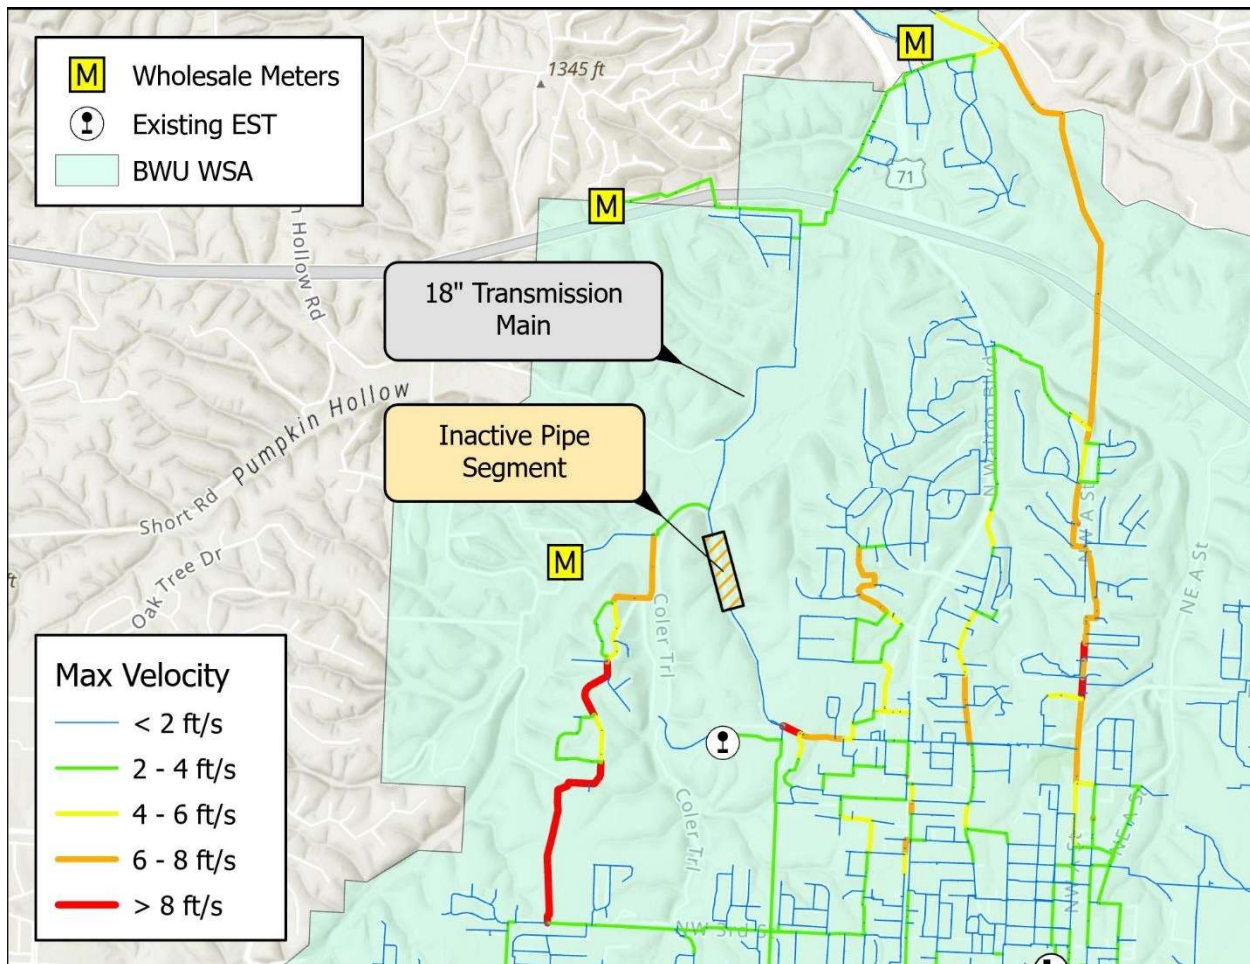 M Wholesale Meters
Existing EST
BWU WSA
1345 ft
M
71
M
Hollow Rd
18" Transmission
Main
Pumpkin Hollow
N Walton Blvd
Inactive Pipe
Segment
Short Rd
NW A St
Oak Tree Dr
M
NE A St
Coler Trl
ft
Max Velocity
< 2 ft/s
2 - 4 ft/s
4 - 6 ft/s
6 - 8 ft/s
> 8 ft/s
Coler Trl
NE A St
NW A St
NW 3rd S